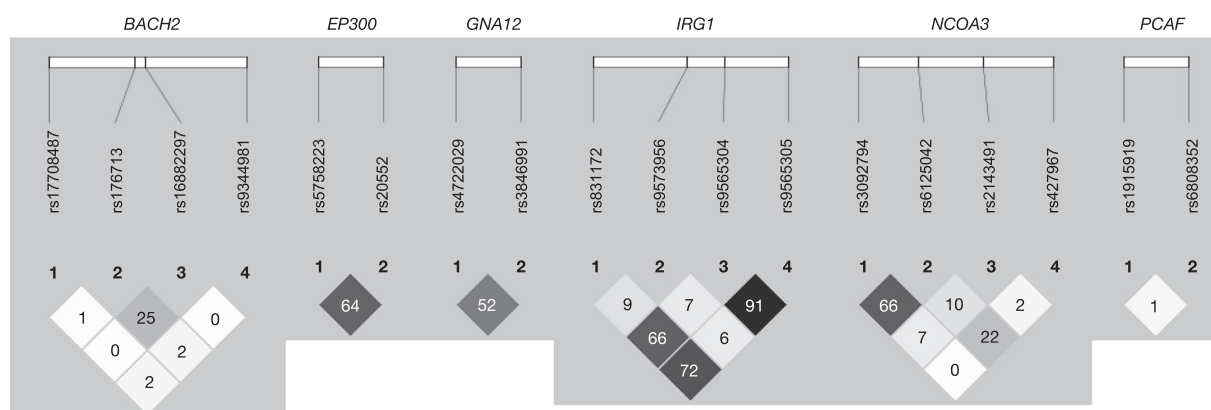 BACH2 EP300 GNA12 IRG1 NCOA3 PCAF
rs17708487 rs176713 rs16882297 rs9344981 rs5758223 rs20552 rs4722029 rs3846991 rs831172 rs9573956 rs9565304 rs9565305 rs3092794 rs6125042 rs2143491 rs427967 rs1915919 rs6808352
1 2 3 4 1 2 1 2 1 2 3 4 1 2 3 4 1 2
1 25 0 64 52 9 7 91 66 10 2 1
0 2 66 6 7 22
2 72 0